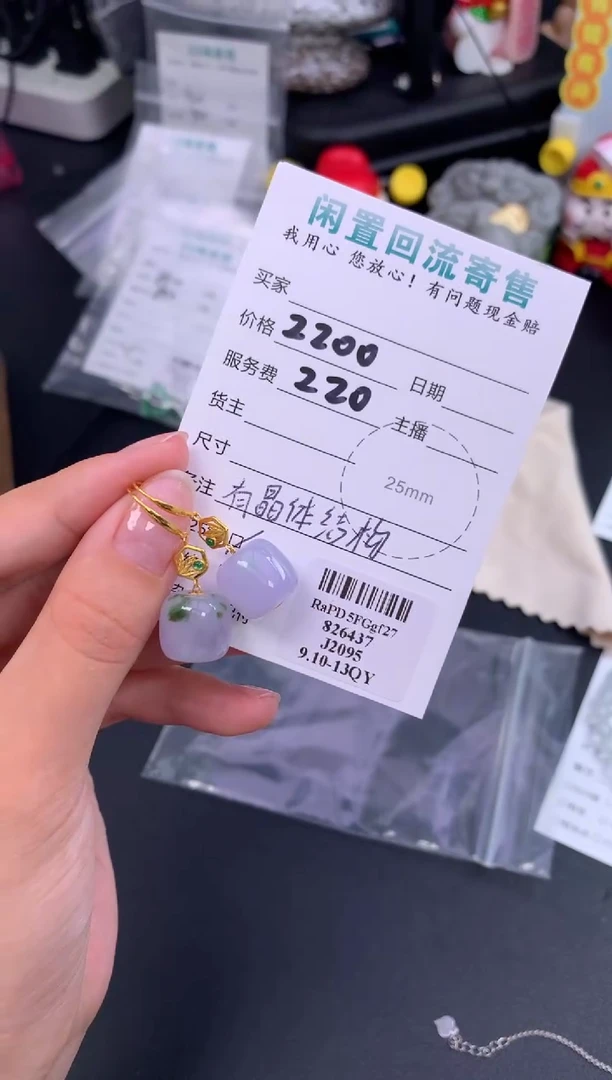 闲置回流寄售
我用心 您放心！有问题现金赔
买家
价格 2200
日期
服务费 220
主播
货主
尺寸
25mm
注 有晶体结构
RaPD5FGgf27
826437
J2095
9.10-13QY